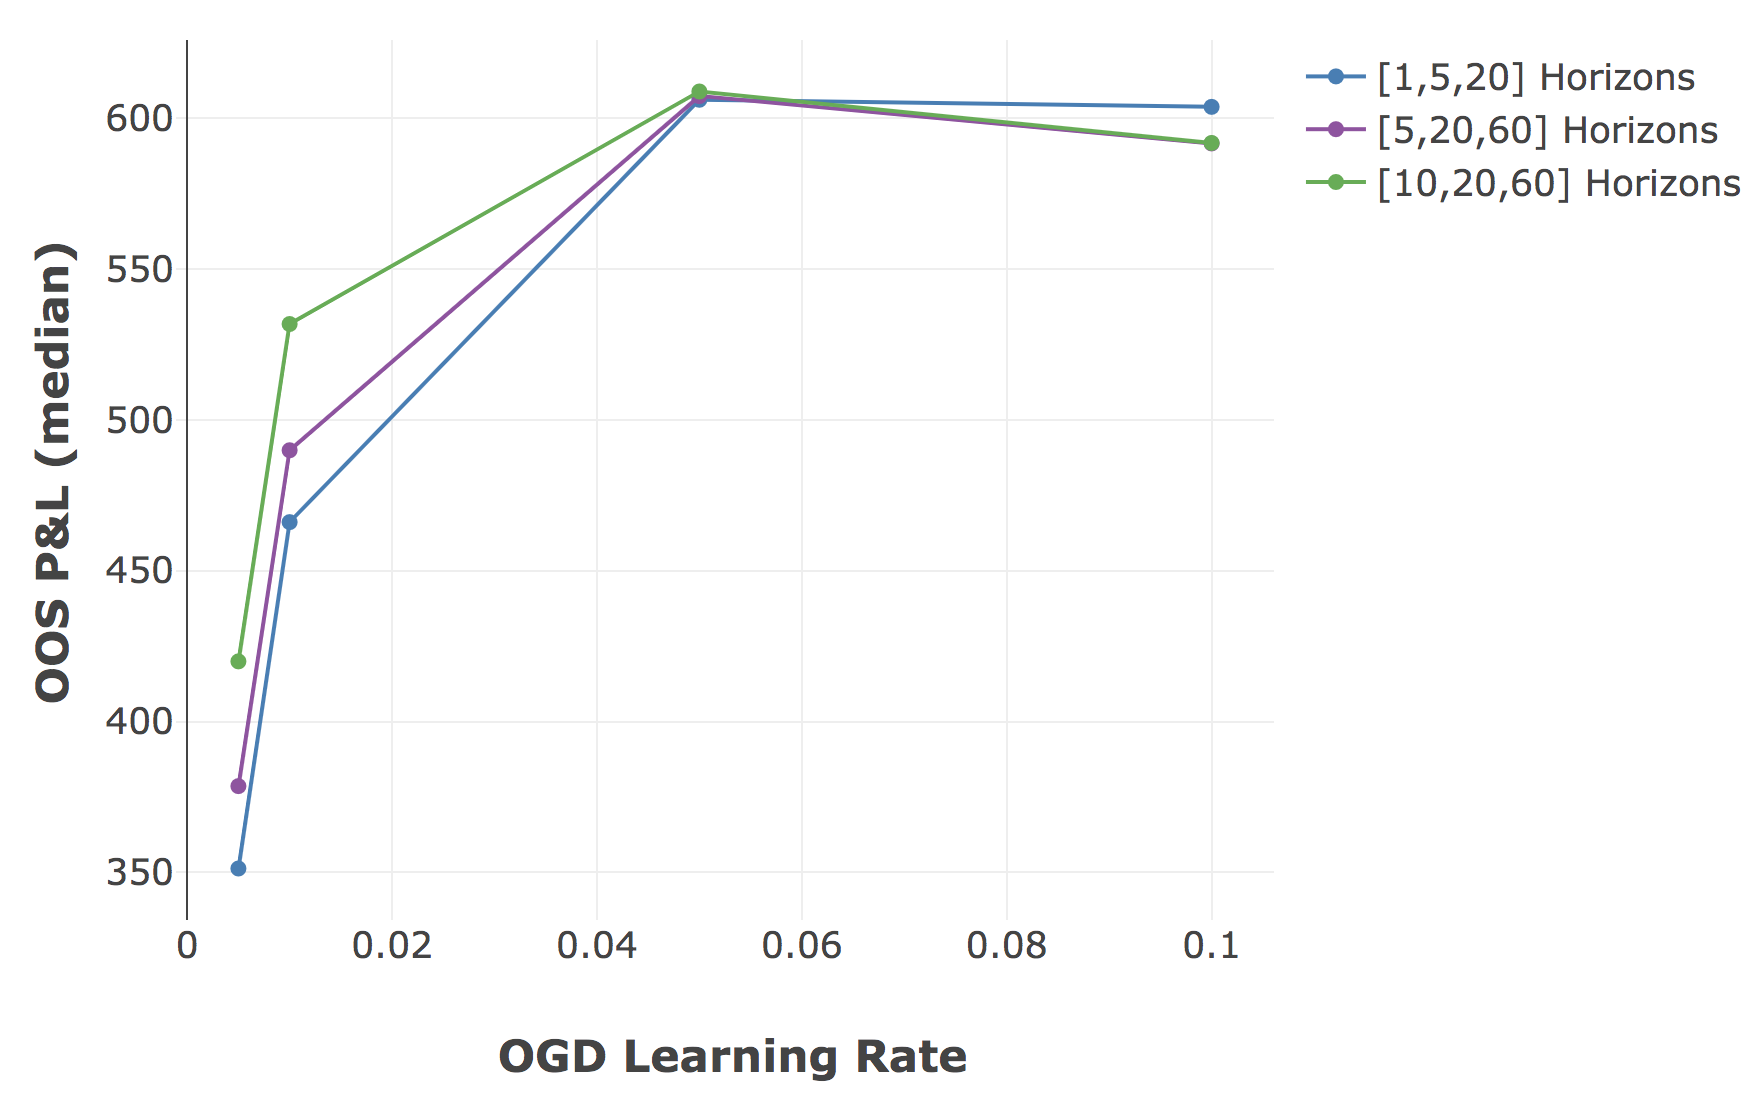 [1,5,20] Horizons
[5,20,60] Horizons
[10,20,60] Horizons
OOS P&L (median)
600
550
500
450
400
350
0 0.02 0.04 0.06 0.08 0.1
OGD Learning Rate